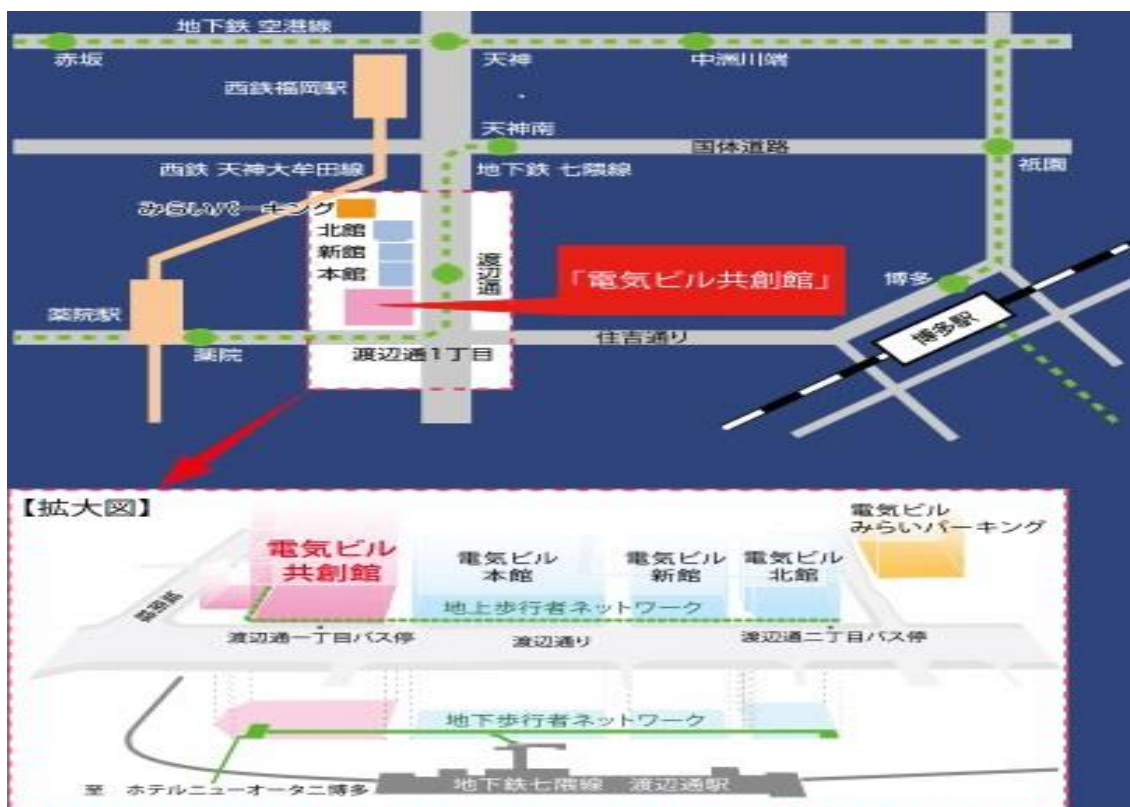 地下鉄 空港線
赤坂
天神
中洲川端
西鉄福岡駅
天神南
国体道路
西鉄 天神大牟田線
地下鉄 七隈線
祇園
みらいパーキング
北館
新館
本館
渡辺通
「電気ビル共創館」
博多
薬院駅
博多駅
薬院
渡辺通1丁目
住吉通り
【拡大図】
電気ビル
みらいパーキング
電気ビル
共創館
電気ビル
本館
電気ビル
新館
電気ビル
北館
地上歩行者ネットワーク
渡辺通一丁目バス停
渡辺通り
渡辺通二丁目バス停
地下歩行者ネットワーク
至 ホテルニューオータニ博多
地下鉄七隈線 渡辺通駅